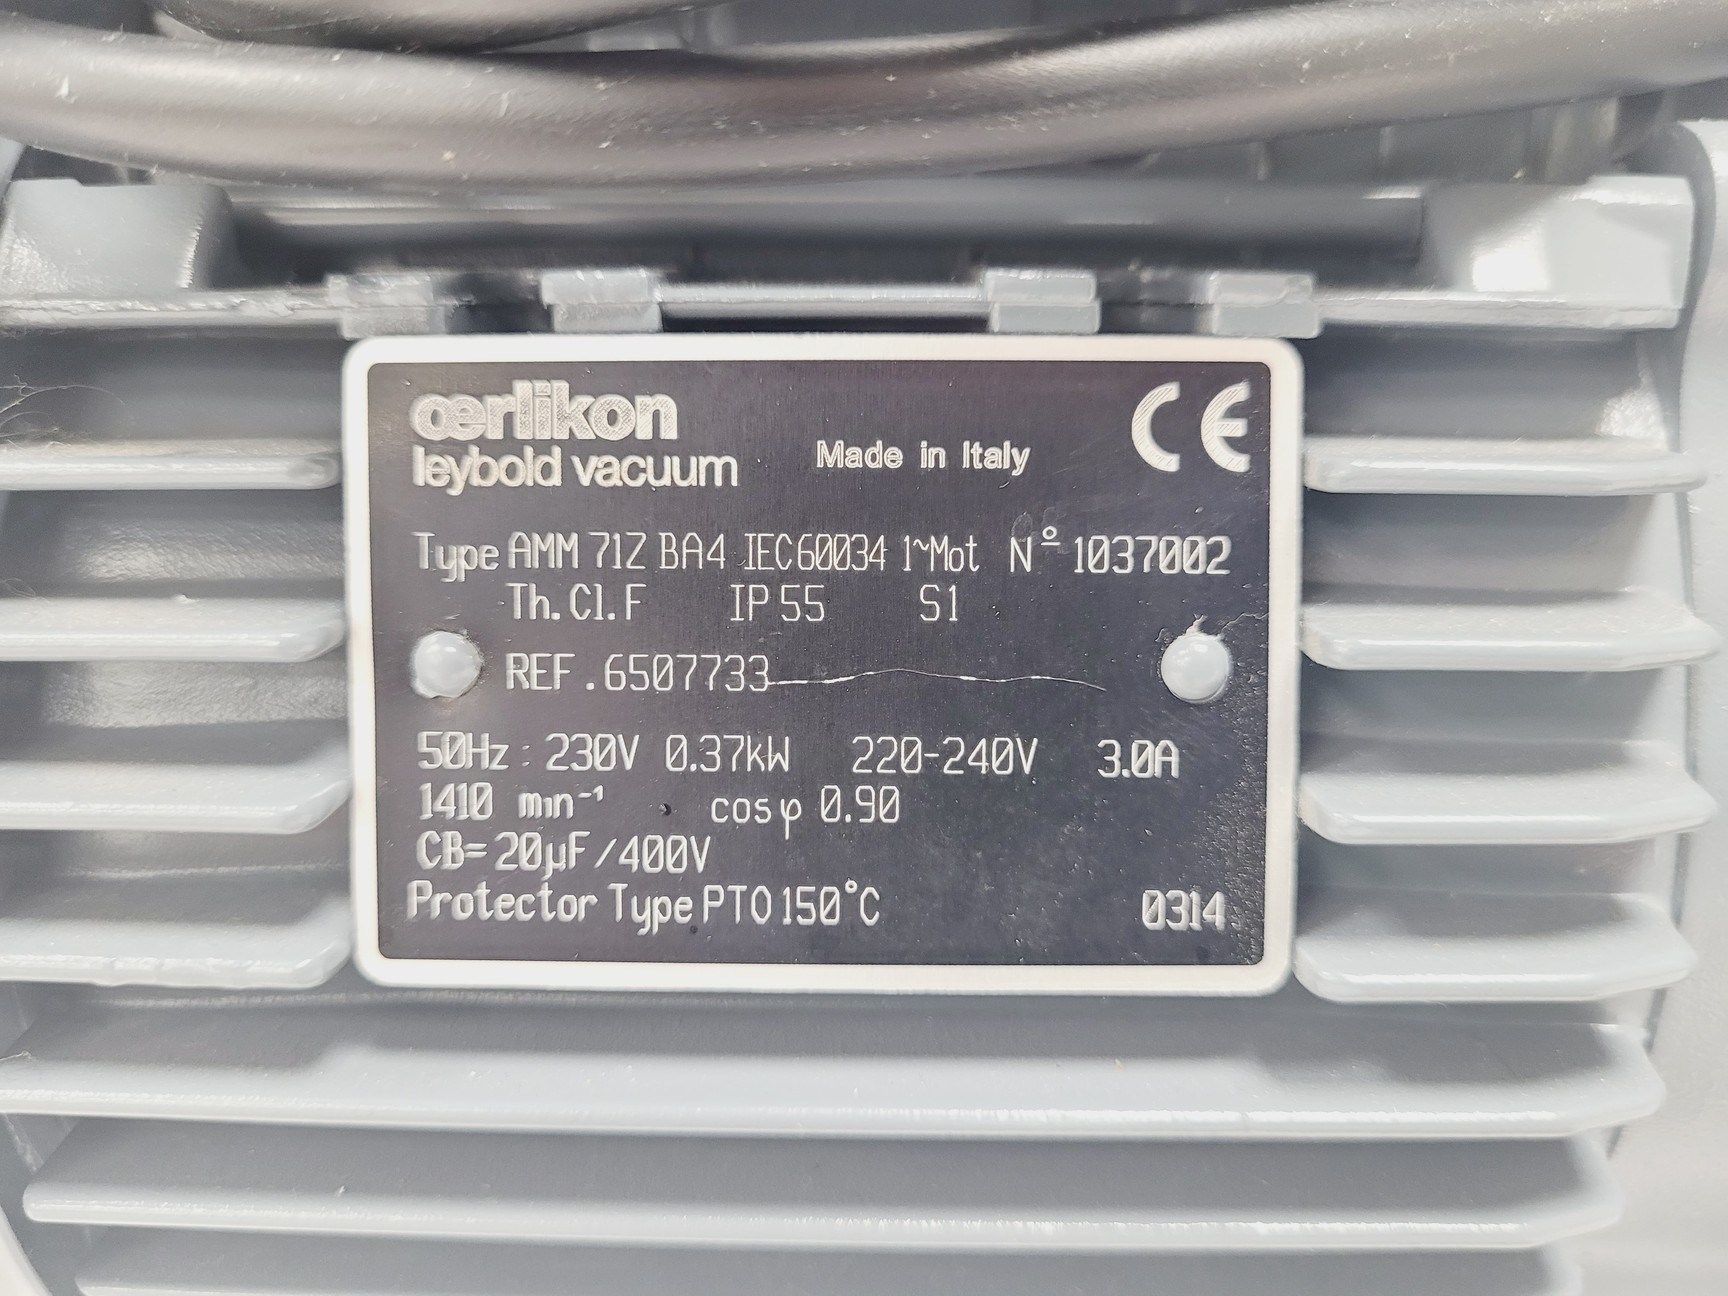 œrlikon
leybold vacuum
Made in Italy
CE
Type AMM 71Z BA4 IEC60034 1~Mot N° 1037002
Th.Cl.F IP 55 S1
REF.6507733
50Hz: 230V 0.37kW 220-240V 3.0A
1410 min⁻¹ cosφ 0.90
CB=20µF/400V
Protector Type PTO 150°C 0314